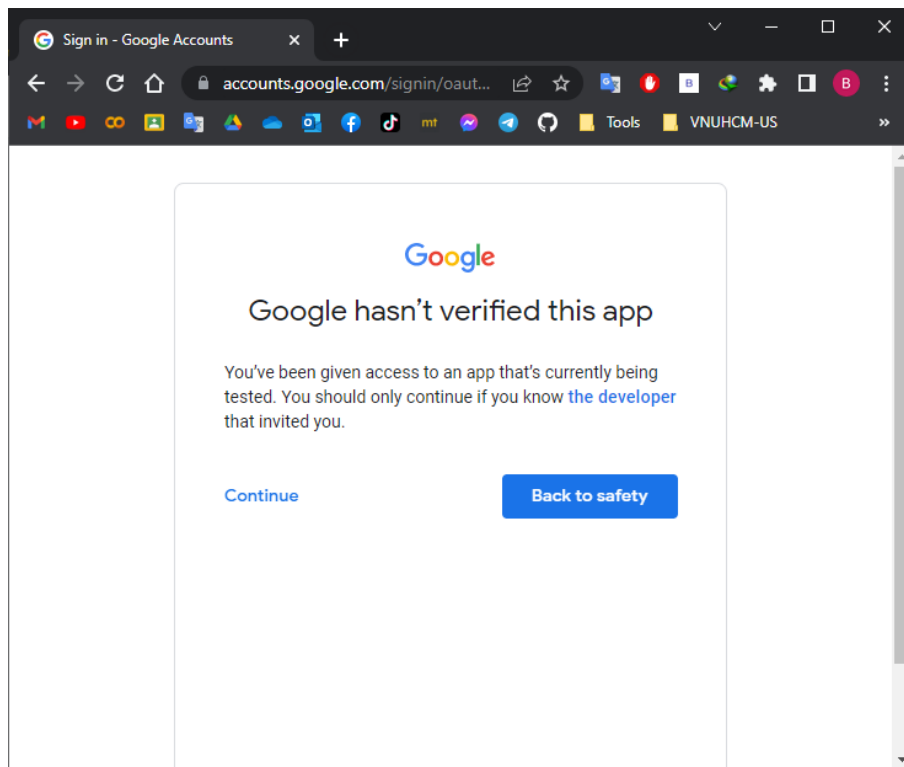 Sign in - Google Accounts
accounts.google.com/signin/oaut...
B
B
mt
Tools
VNUHCM-US
Google
Google hasn't verified this app
You've been given access to an app that's currently being
tested. You should only continue if you know the developer
that invited you.
Continue
Back to safety